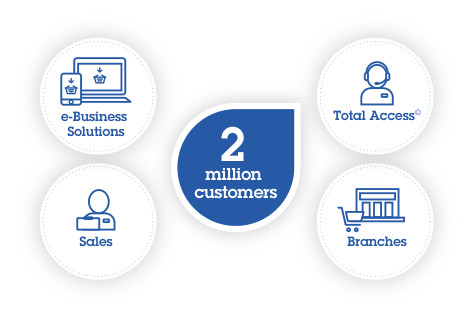 e-Business
Solutions
Total Access©
2
million
customers
Sales
Branches